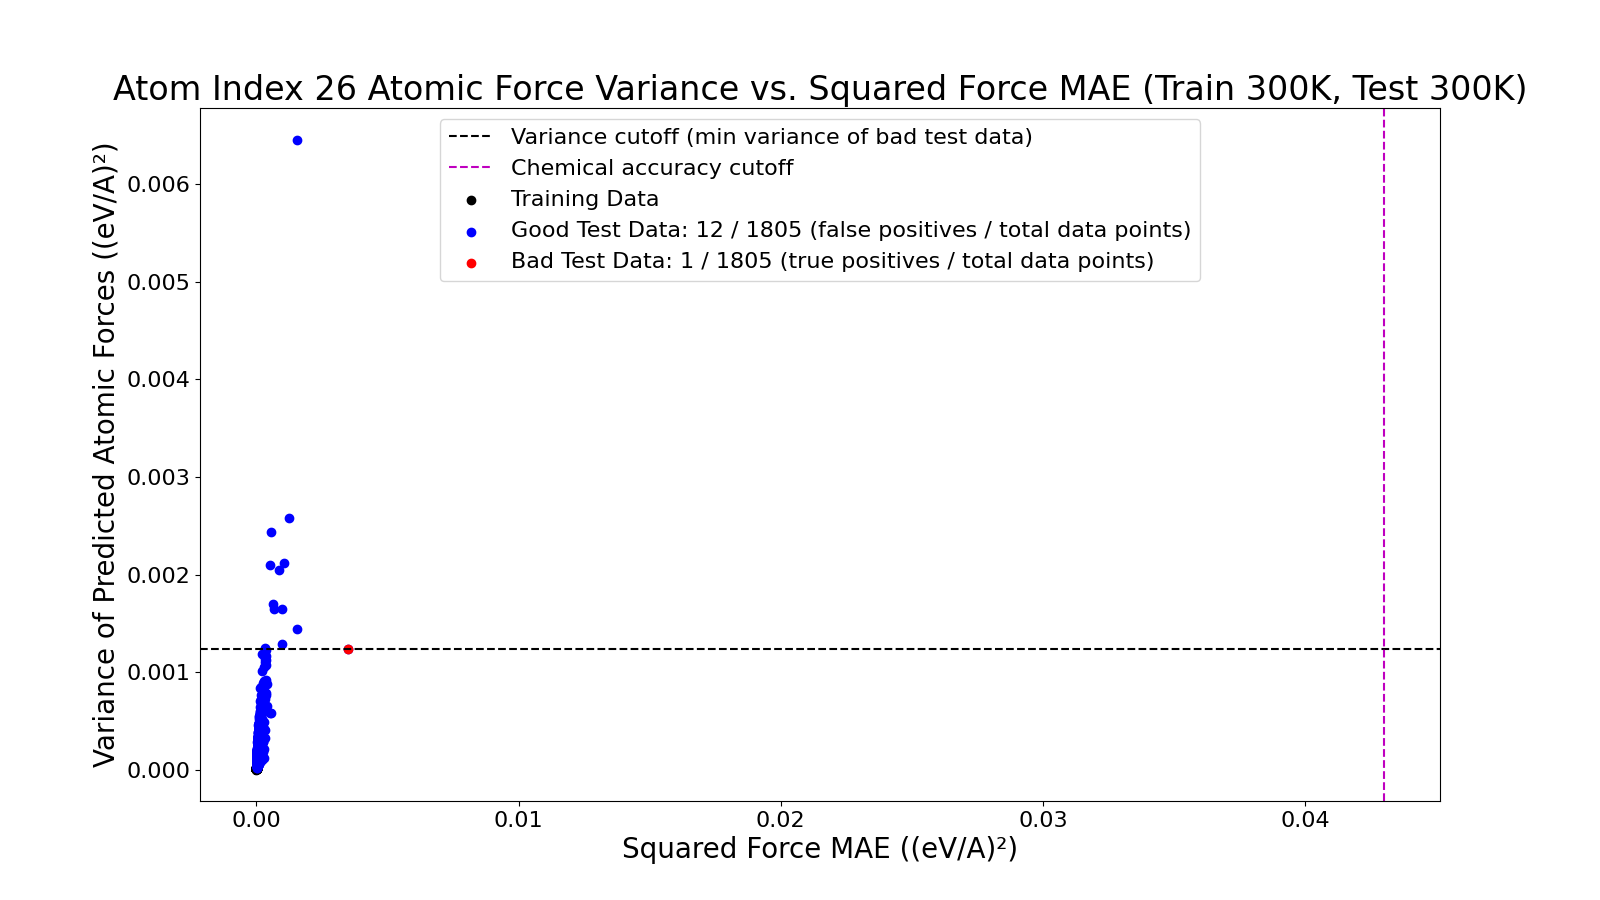 Atom Index 26 Atomic Force Variance vs. Squared Force MAE (Train 300K, Test 300K)
Variance cutoff (min variance of bad test data)
Chemical accuracy cutoff
Training Data
Good Test Data: 12 / 1805 (false positives / total data points)
Bad Test Data: 1 / 1805 (true positives / total data points)
Variance of Predicted Atomic Forces ((eV/A)²)
0.006
0.005
0.004
0.003
0.002
0.001
0.000
0.00
0.01
0.02
0.03
0.04
Squared Force MAE ((eV/A)²)